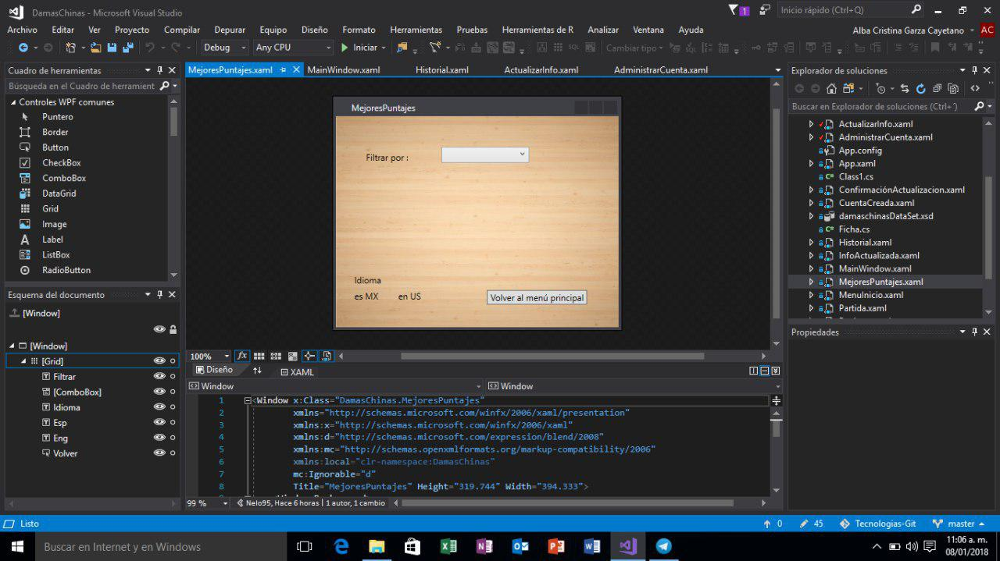 DamasChinas - Microsoft Visual Studio
1
Inicio rápido (Ctrl+Q)
Archivo Editar Ver Proyecto Compilar Depurar Equipo Diseño Formato Herramientas Pruebas Herramientas de R Analizar Ventana Ayuda
Alba Cristina Garza Cayetano AC
Debug Any CPU Iniciar Cambiar tipo
Cuadro de herramientas
Búsqueda en el Cuadro de herramient
Controles WPF comunes
Puntero
Border
Button
CheckBox
ComboBox
DataGrid
Grid
Image
Label
ListBox
RadioButton
Esquema del documento
[Window]
[Window]
[Grid]
Filtrar
[ComboBox]
Idioma
Esp
Eng
Volver
MejoresPuntajes.xaml MainWindow.xaml Historial.xaml ActualizarInfo.xaml AdministrarCuenta.xaml
MejoresPuntajes
Filtrar por :
Idioma
es MX en US
Volver al menú principal
100%
Diseño XAML
Window Window
1 <Window x:Class="DamasChinas.MejoresPuntajes"
2 xmlns="http://schemas.microsoft.com/winfx/2006/xaml/presentation"
3 xmlns:x="http://schemas.microsoft.com/winfx/2006/xaml"
4 xmlns:d="http://schemas.microsoft.com/expression/blend/2008"
5 xmlns:mc="http://schemas.openxmlformats.org/markup-compatibility/2006"
6 xmlns:local="clr-namespace:DamasChinas"
7 mc:Ignorable="d"
8 Title="MejoresPuntajes" Height="319.744" Width="394.333">
99 % Nelo95, Hace 6 horas | 1 autor, 1 cambio
Explorador de soluciones
Buscar en Explorador de soluciones (Ctrl+´)
ActualizarInfo.xaml
AdministrarCuenta.xaml
App.config
App.xaml
Class1.cs
ConfirmaciónActualizacion.xaml
CuentaCreada.xaml
damaschinasDataSet.xsd
Ficha.cs
Historial.xaml
InfoActualizada.xaml
MainWindow.xaml
MejoresPuntajes.xaml
MenuInicio.xaml
Partida.xaml
Propiedades
Listo
0 45 Tecnologias-Git master
Buscar en Internet y en Windows
11:06 a. m.
08/01/2018